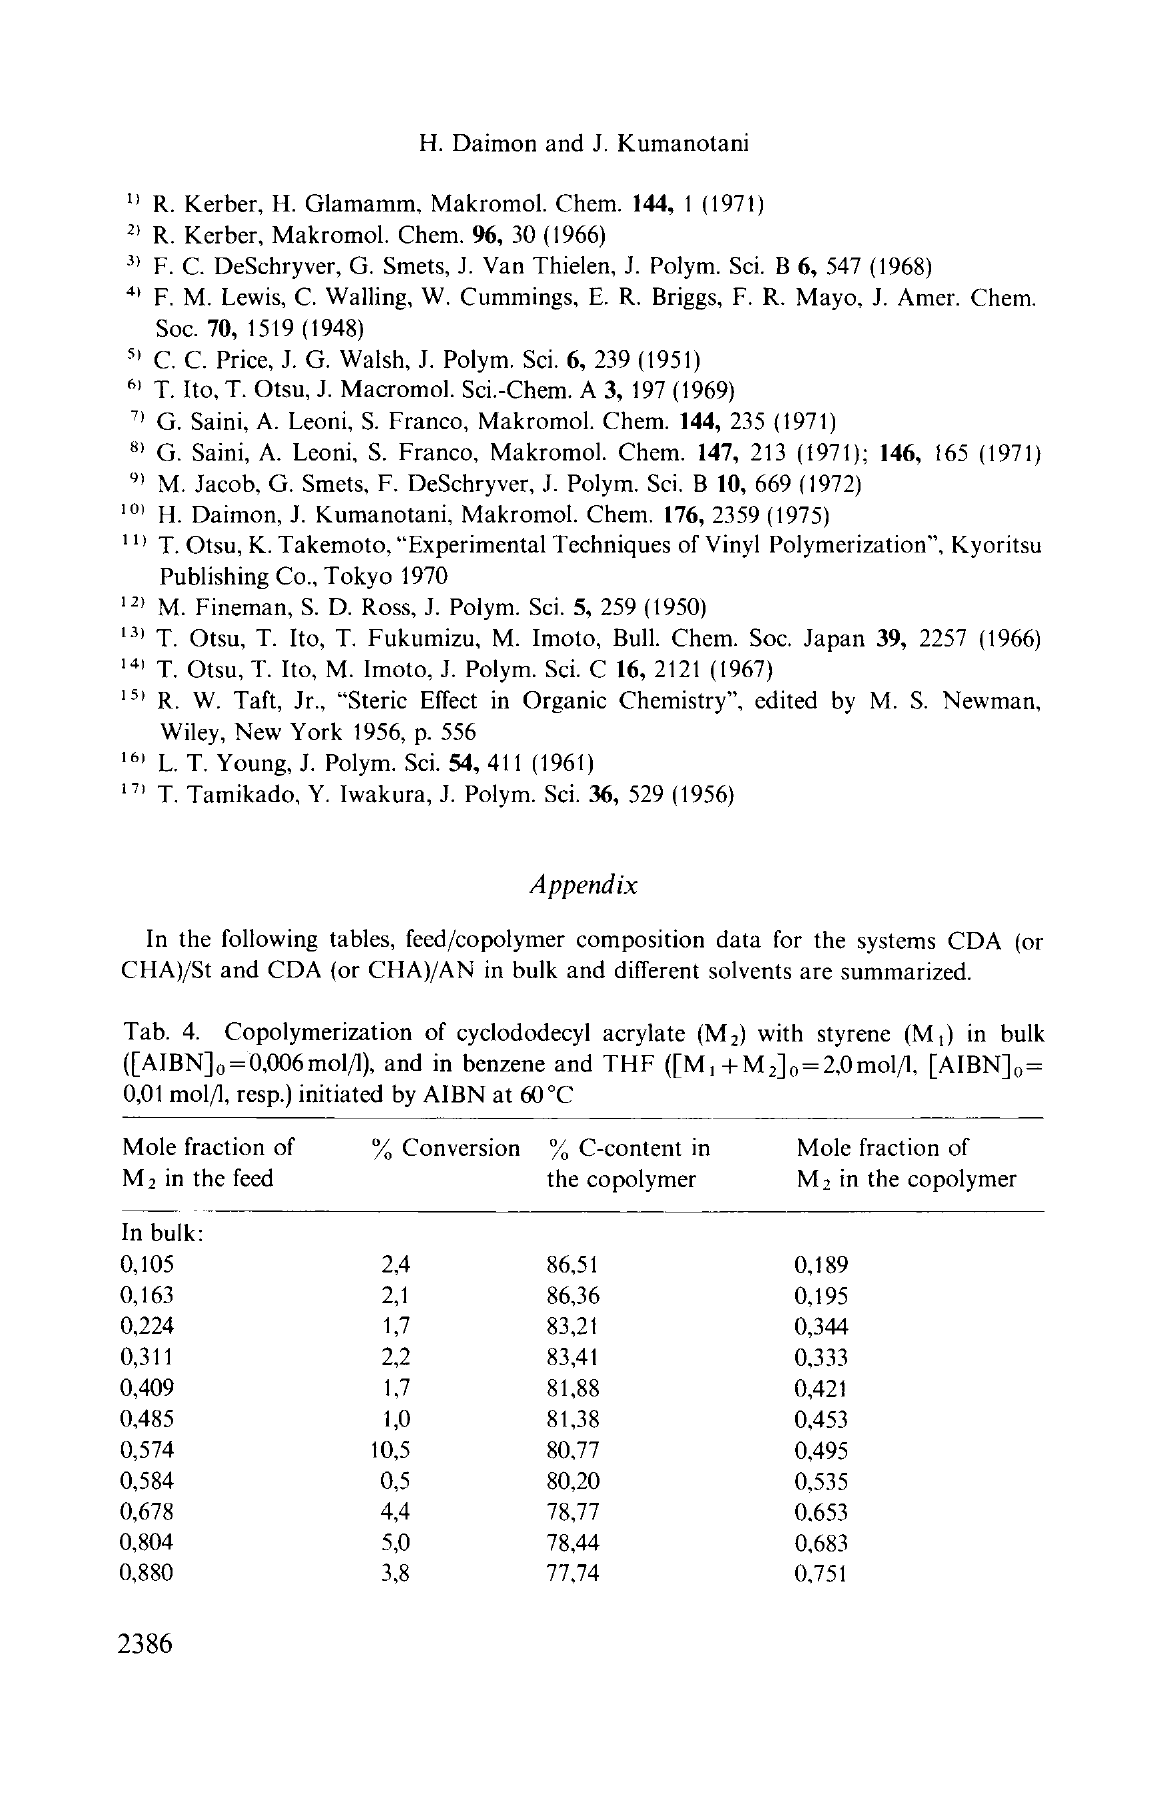 H. Daimon and J. Kumanotani
1) R. Kerber, H. Glamamm, Makromol. Chem. 144, 1 (1971)
2) R. Kerber, Makromol. Chem. 96, 30 (1966)
3) F. C. DeSchryver, G. Smets, J. Van Thielen, J. Polym. Sci. B 6, 547 (1968)
4) F. M. Lewis, C. Walling, W. Cummings, E. R. Briggs, F. R. Mayo, J. Amer. Chem.
Soc. 70, 1519 (1948)
5) C. C. Price, J. G. Walsh, J. Polym. Sci. 6, 239 (1951)
6) T. Ito, T. Otsu, J. Macromol. Sci.-Chem. A 3, 197 (1969)
7) G. Saini, A. Leoni, S. Franco, Makromol. Chem. 144, 235 (1971)
8) G. Saini, A. Leoni, S. Franco, Makromol. Chem. 147, 213 (1971); 146, 165 (1971)
9) M. Jacob, G. Smets, F. DeSchryver, J. Polym. Sci. B 10, 669 (1972)
10) H. Daimon, J. Kumanotani, Makromol. Chem. 176, 2359 (1975)
11) T. Otsu, K. Takemoto, “Experimental Techniques of Vinyl Polymerization”, Kyoritsu
Publishing Co., Tokyo 1970
12) M. Fineman, S. D. Ross, J. Polym. Sci. 5, 259 (1950)
13) T. Otsu, T. Ito, T. Fukumizu, M. Imoto, Bull. Chem. Soc. Japan 39, 2257 (1966)
14) T. Otsu, T. Ito, M. Imoto, J. Polym. Sci. C 16, 2121 (1967)
15) R. W. Taft, Jr., “Steric Effect in Organic Chemistry”, edited by M. S. Newman,
Wiley, New York 1956, p. 556
16) L. T. Young, J. Polym. Sci. 54, 411 (1961)
17) T. Tamikado, Y. Iwakura, J. Polym. Sci. 36, 529 (1956)
Appendix
In the following tables, feed/copolymer composition data for the systems CDA (or
CHA)/St and CDA (or CHA)/AN in bulk and different solvents are summarized.
Tab. 4. Copolymerization of cyclododecyl acrylate (M₂) with styrene (M₁) in bulk
([AIBN]₀=0,006 mol/l), and in benzene and THF ([M₁+M₂]₀=2,0 mol/l, [AIBN]₀=
0,01 mol/l, resp.) initiated by AIBN at 60 °C
Mole fraction of % Conversion % C-content in Mole fraction of
M₂ in the feed the copolymer M₂ in the copolymer
In bulk:
0,105 2,4 86,51 0,189
0,163 2,1 86,36 0,195
0,224 1,7 83,21 0,344
0,311 2,2 83,41 0,333
0,409 1,7 81,88 0,421
0,485 1,0 81,38 0,453
0,574 10,5 80,77 0,495
0,584 0,5 80,20 0,535
0,678 4,4 78,77 0,653
0,804 5,0 78,44 0,683
0,880 3,8 77,74 0,751
2386